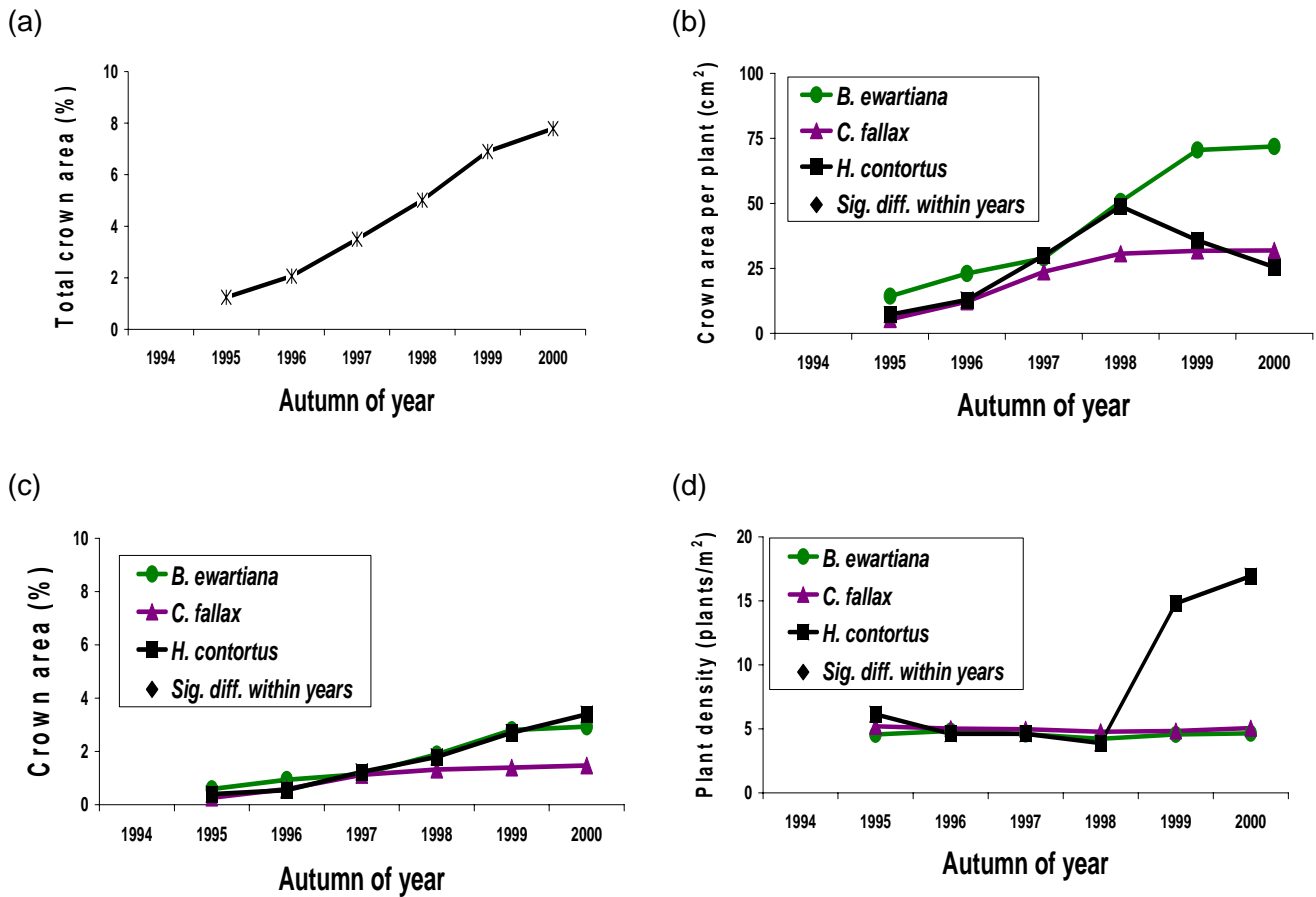 (a)
Total crown area (%)
10
8
6
4
2
0
1994 1995 1996 1997 1998 1999 2000
Autumn of year
(b)
Crown area per plant (cm²)
100
75
50
25
0
B. ewartiana
C. fallax
H. contortus
Sig. diff. within years
1994 1995 1996 1997 1998 1999 2000
Autumn of year
(c)
Crown area (%)
10
8
6
4
2
0
B. ewartiana
C. fallax
H. contortus
Sig. diff. within years
1994 1995 1996 1997 1998 1999 2000
Autumn of year
(d)
Plant density (plants/m²)
20
15
10
5
0
B. ewartiana
C. fallax
H. contortus
Sig. diff. within years
1994 1995 1996 1997 1998 1999 2000
Autumn of year